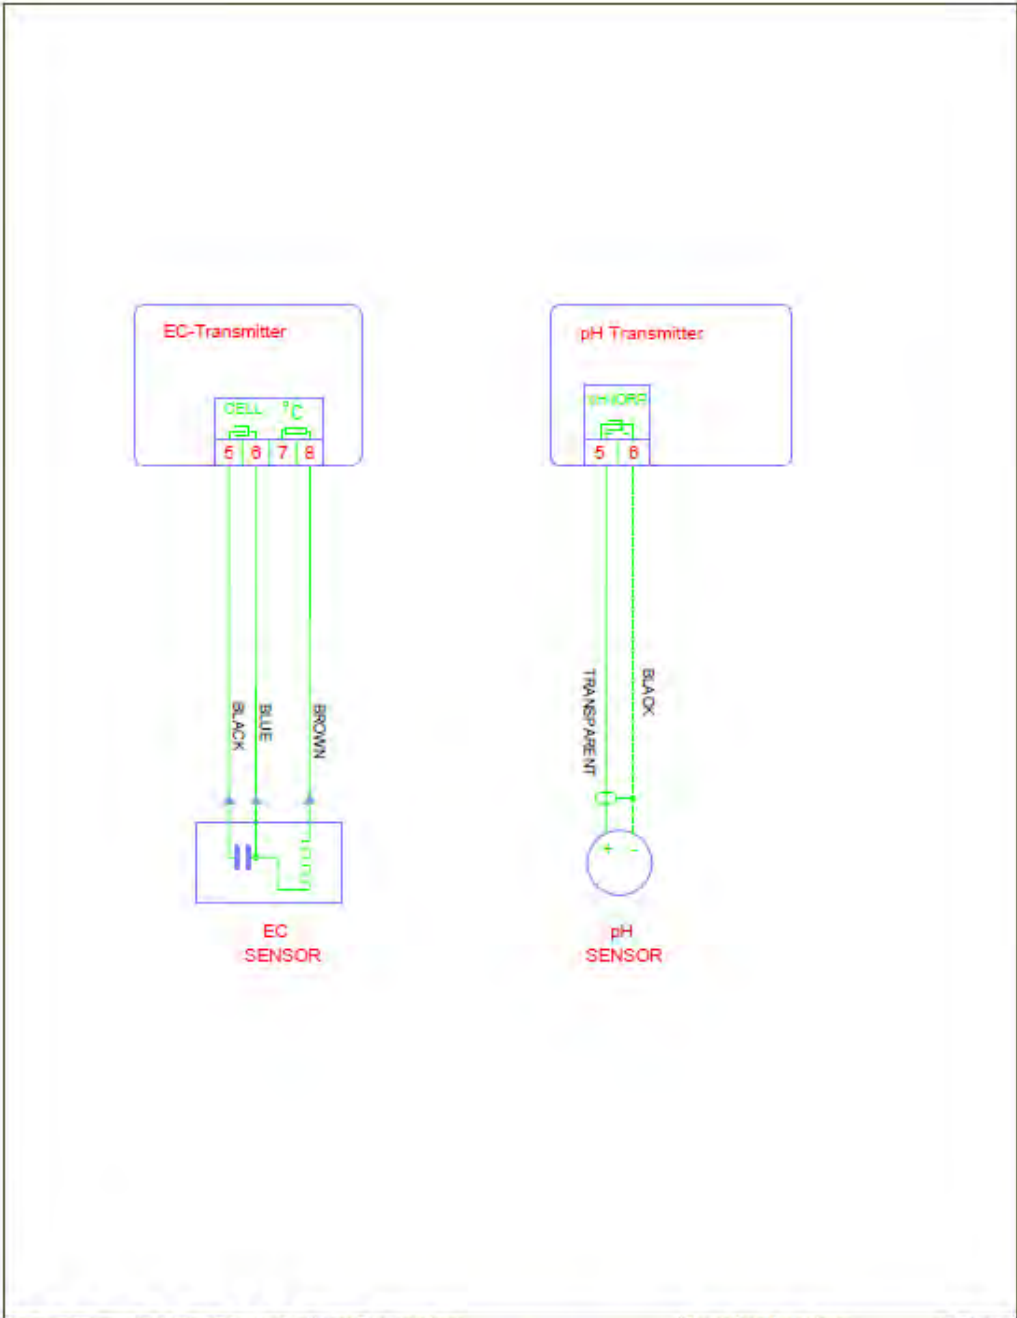 EC-Transmitter
CELL °C
5 6 7 8
BLACK
BLUE
BROWN
EC
SENSOR
pH Transmitter
pH/ORP
5 6
TRANSPARENT
BLACK
+ -
pH
SENSOR